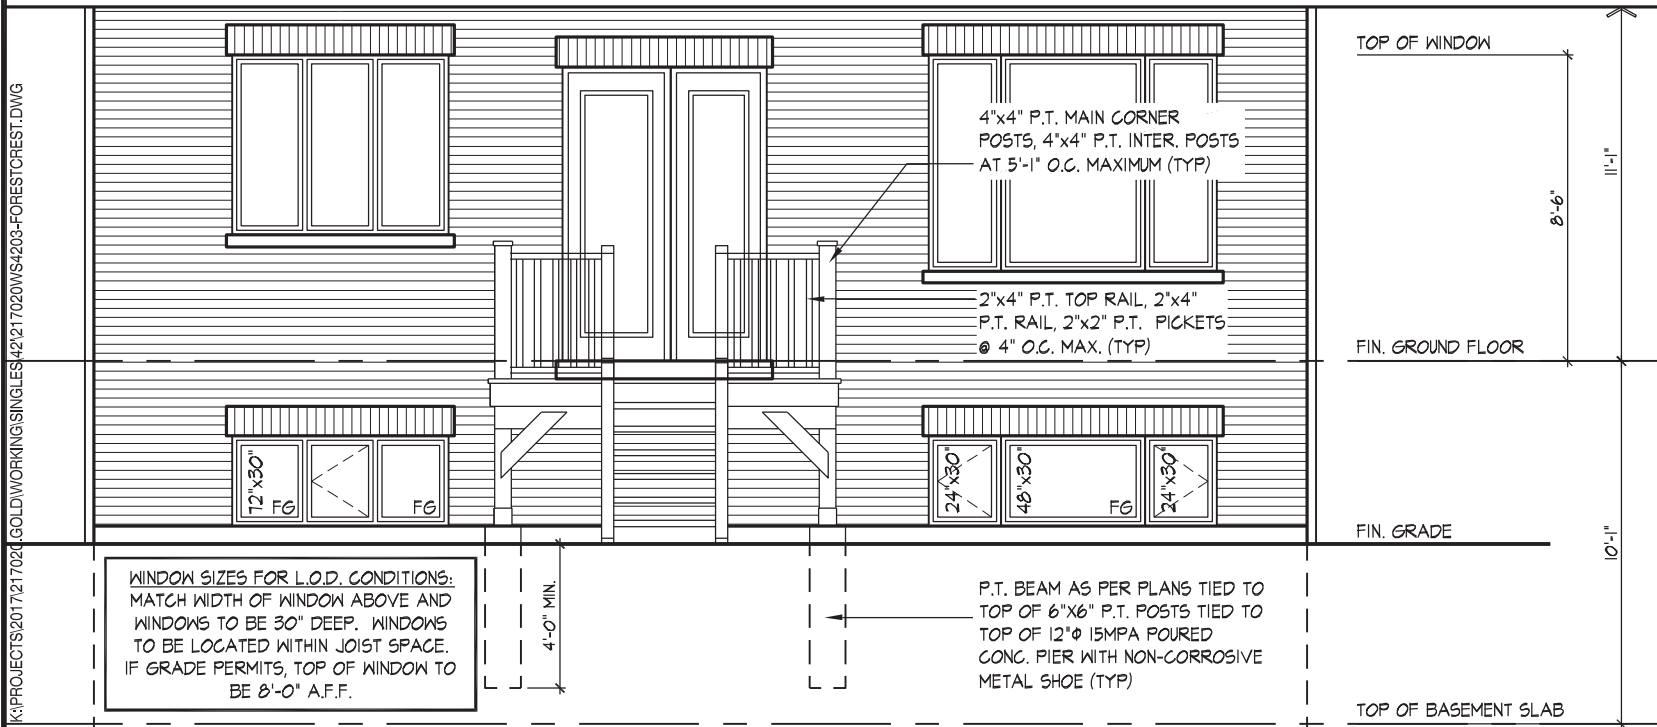 K:\PROJECTS\2017\217020.GOLD\WORKING\SINGLES\42\217020WS4203-FORESTCREST.DWG
4"x4" P.T. MAIN CORNER
POSTS, 4"x4" P.T. INTER. POSTS
AT 5'-1" O.C. MAXIMUM (TYP)
2"x4" P.T. TOP RAIL, 2"x4"
P.T. RAIL, 2"x2" P.T. PICKETS
@ 4" O.C. MAX. (TYP)
TOP OF WINDOW
8'-6"
11'-1"
FIN. GROUND FLOOR
72"x30"
FG
FG
24"x30"
48"x30"
FG
24"x30"
FIN. GRADE
10'-1"
WINDOW SIZES FOR L.O.D. CONDITIONS:
MATCH WIDTH OF WINDOW ABOVE AND
WINDOWS TO BE 30" DEEP. WINDOWS
TO BE LOCATED WITHIN JOIST SPACE.
IF GRADE PERMITS, TOP OF WINDOW TO
BE 8'-0" A.F.F.
4'-0" MIN.
P.T. BEAM AS PER PLANS TIED TO
TOP OF 6"X6" P.T. POSTS TIED TO
TOP OF 12"Φ 15MPA POURED
CONC. PIER WITH NON-CORROSIVE
METAL SHOE (TYP)
TOP OF BASEMENT SLAB